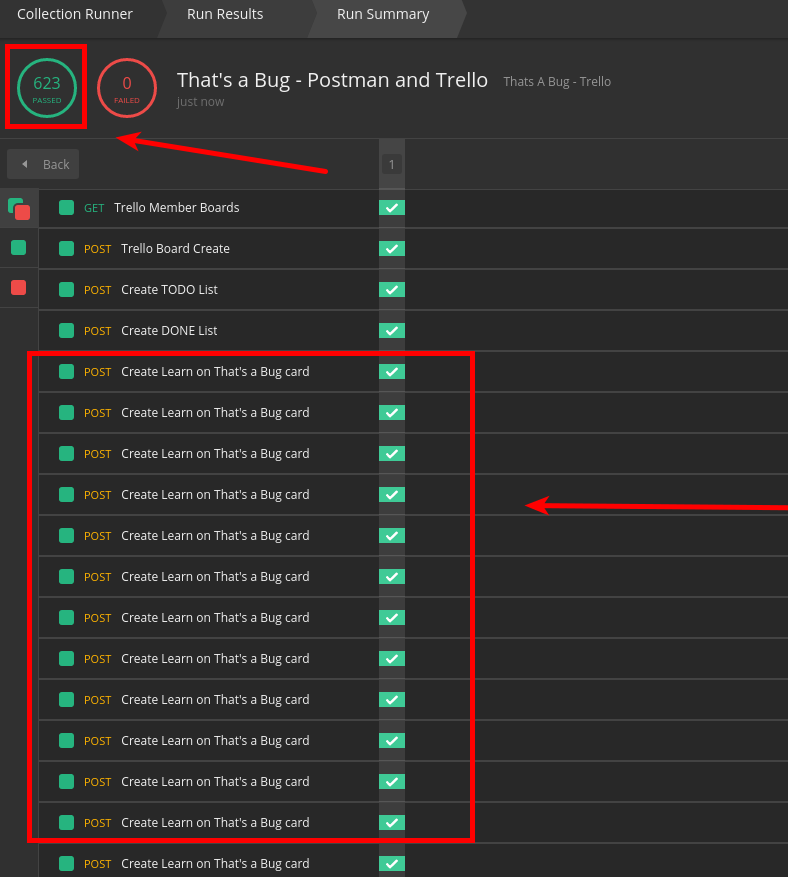 Collection Runner
Run Results
Run Summary
623
PASSED
0
FAILED
That's a Bug - Postman and Trello
Thats A Bug - Trello
just now
Back
1
GET Trello Member Boards
POST Trello Board Create
POST Create TODO List
POST Create DONE List
POST Create Learn on That's a Bug card
POST Create Learn on That's a Bug card
POST Create Learn on That's a Bug card
POST Create Learn on That's a Bug card
POST Create Learn on That's a Bug card
POST Create Learn on That's a Bug card
POST Create Learn on That's a Bug card
POST Create Learn on That's a Bug card
POST Create Learn on That's a Bug card
POST Create Learn on That's a Bug card
POST Create Learn on That's a Bug card
POST Create Learn on That's a Bug card
POST Create Learn on That's a Bug card